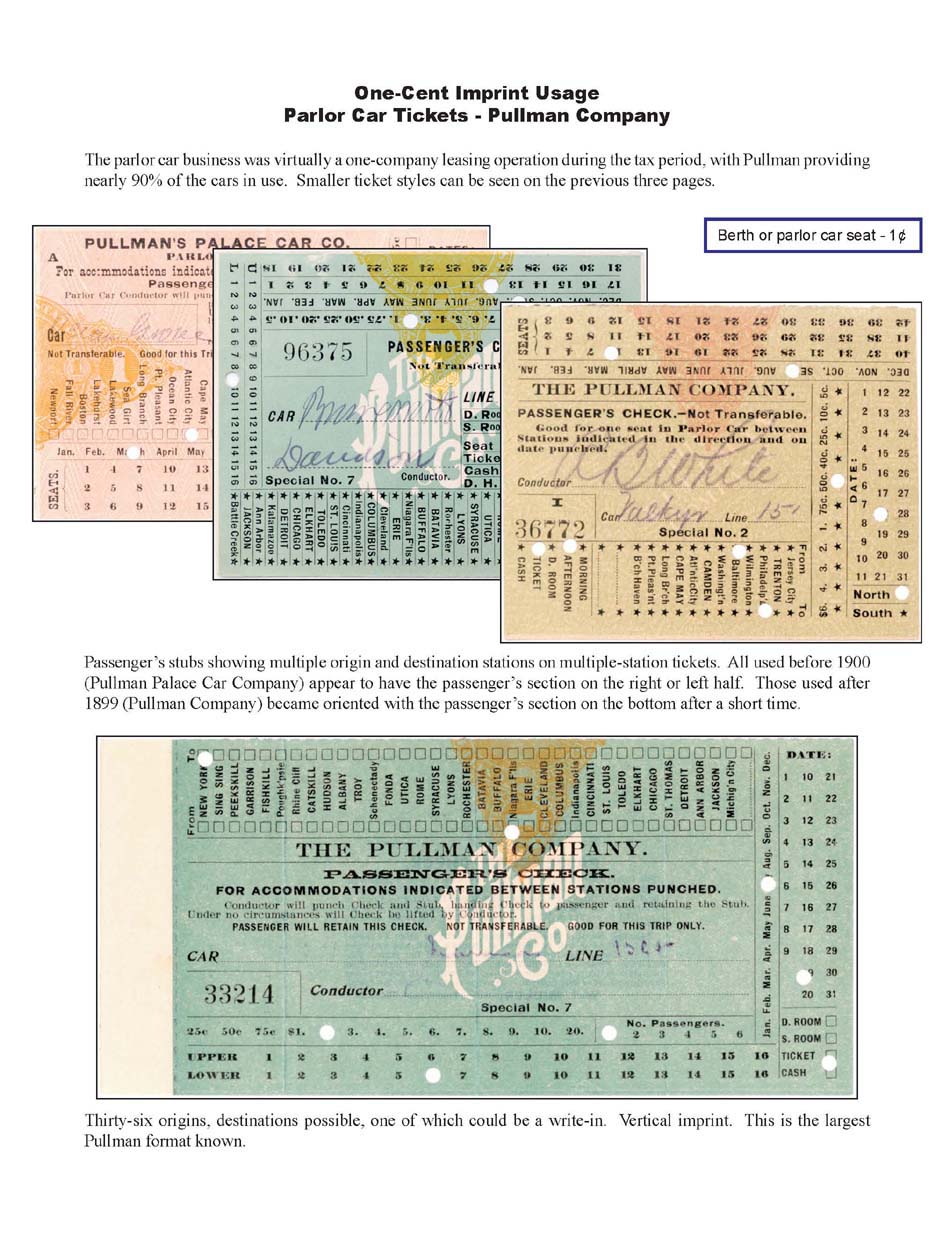 One-Cent Imprint Usage
Parlor Car Tickets - Pullman Company
The parlor car business was virtually a one-company leasing operation during the tax period, with Pullman providing
nearly 90% of the cars in use. Smaller ticket styles can be seen on the previous three pages.
Berth or parlor car seat - 1¢
PULLMAN'S PALACE CAR CO.
A PARLO
For accommodations indicate
Passenge
Parlor Car Conductor will pun
Car
Not Transferable. Good for this Tri
Newport
Fall River
Boston
Lakehurst
Lakewood
Sea Girt
Long Branch
Pt. Pleasant
Ocean City
Atlantic City
Cape May
Jan. Feb. M ch April May
SEATS.
1 4 7 10 13
2 5 8 11 14
3 6 9 12 15
L 1 2 3 4 5 6 7 9 10 11 12 13 14 15 16
U 1 2 3 4 5 6 7 8 9 10 11 12 13 14 15 16
96375
PASSENGER'S C
Not Transfera
CAR
LINE
D. Roo
S. Roo
Davidson
Seat
Ticke
Cash
D. H.
Special No. 7 Conductor.
Battle Creek
JACKSON
Ann Arbor
Kalamazoo
DETROIT
CHICAGO
ELKHART
TOLEDO
ST. LOUIS
Cincinnati
Indianapolis
COLUMBUS
Cleveland
ERIE
Niagara F'lls
BUFFALO
BATAVIA
Rochester
LYONS
SYRACUSE
UTICA
SEATS
DEC. NOV. OCT. SE AUG. JULY JUNE MAY APRIL MAR. FEB. JAN.
THE PULLMAN COMPANY.
PASSENGER'S CHECK.—Not Transferable.
Good for one seat in Parlor Car between
Stations indicated in the direction and on
date punched.
Conductor White
I
36772
Car Valkyr Line 15
Special No. 2
CASH
TICKET
D. ROOM
AFTERNOON
MORNING
B'ch Haven
Pt.Pleas'nt
Long Br'ch
CAPE MAY
Atl'nticCity
CAMDEN
Washingt'n
Baltimore
Wilmington
Philadelp'
TRENTON
Jersey City
From
To
$6. 4. 3. 2. 1. 75c. 50c. 40c. 25c. 10c. 5c.
DATE:
1 12 22
2 13 23
3 14 24
4 15 25
5 16 26
6 17 27
7 28
8 19 29
9
10 20 30
11 21 31
North
South
Passenger's stubs showing multiple origin and destination stations on multiple-station tickets. All used before 1900
(Pullman Palace Car Company) appear to have the passenger's section on the right or left half. Those used after
1899 (Pullman Company) became oriented with the passenger's section on the bottom after a short time.
From To
NEW YORK
SING SING
PEEKSKILL
GARRISON
FISHKILL
Poughk'psie
Rhine Cliff
CATSKILL
HUDSON
ALBANY
TROY
Schenectady
FONDA
UTICA
ROME
SYRACUSE
LYONS
ROCHESTER
BATAVIA
BUFFALO
Niagara F'lls
ERIE
CLEVELAND
COLUMBUS
Indianapolis
CINCINNATI
ST. LOUIS
TOLEDO
ELKHART
CHICAGO
ST. THOMAS
DETROIT
ANN ARBOR
JACKSON
Michig'n City
THE PULLMAN COMPANY.
PASSENGER'S CHECK.
FOR ACCOMMODATIONS INDICATED BETWEEN STATIONS PUNCHED.
Conductor will punch Check and Stub, handing Check to passenger and retaining the Stub.
Under no circumstances will Check be lifted by Conductor.
PASSENGER WILL RETAIN THIS CHECK. NOT TRANSFERABLE. GOOD FOR THIS TRIP ONLY.
The Pullman Co
CAR LINE
33214
Conductor
Special No. 7
25c 50c 75c $1. 3. 4. 5. 6. 7. 8. 9. 10. 20.
No. Passengers.
2 3 4 5 6
UPPER 1 2 3 4 5 6 7 8 9 10 11 12 13 14 15 16
LOWER 1 2 3 4 5 7 8 9 10 11 12 13 14 15 16
Jan. Feb. Mar. Apr. May June y Aug. Sep. Oct. Nov. Dec.
DATE:
1 10 21
2 11 22
3 12 23
4 13 24
5 14 25
6 15 26
7 16 27
8 17 28
9 18 29
9 30
20 31
D. ROOM
S. ROOM
TICKET
CASH
Thirty-six origins, destinations possible, one of which could be a write-in. Vertical imprint. This is the largest
Pullman format known.